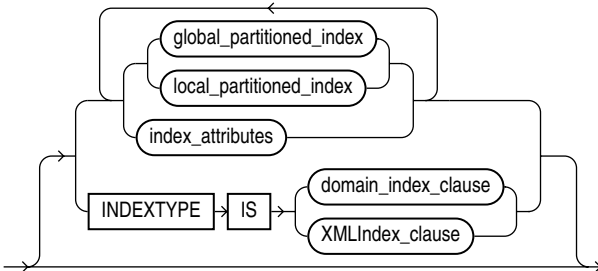 global_partitioned_index
local_partitioned_index
index_attributes
domain_index_clause
INDEXTYPE IS
XMLIndex_clause